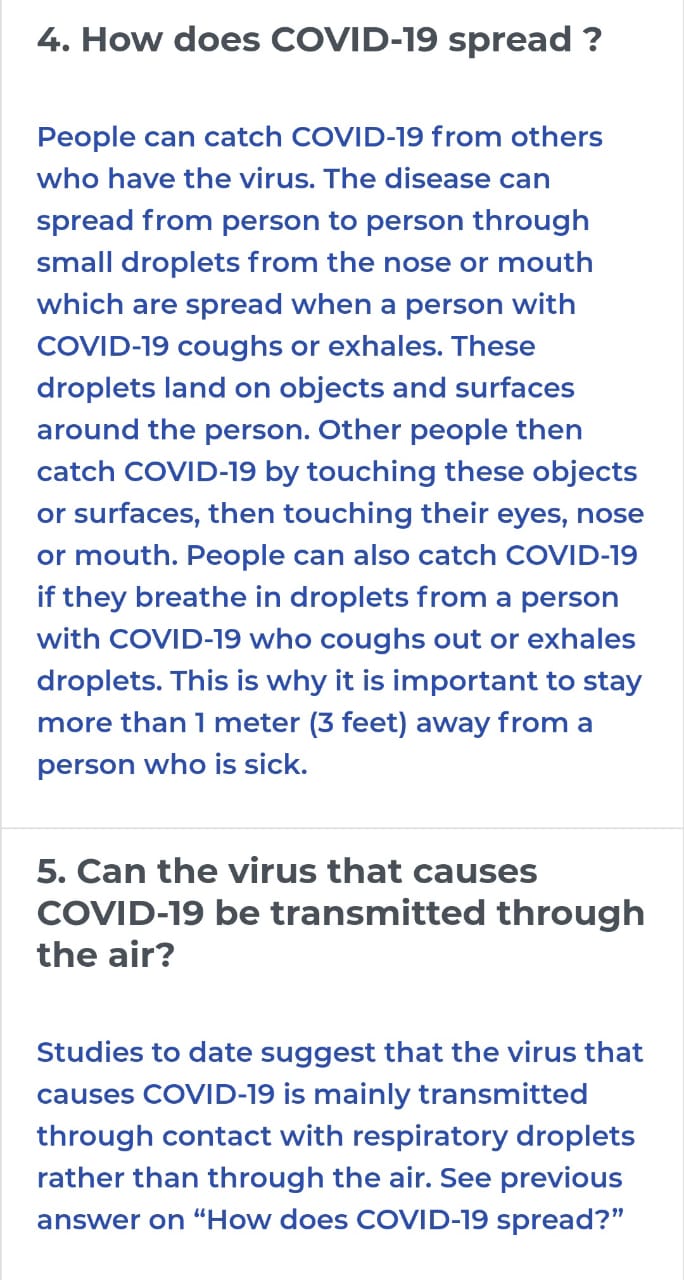 4. How does COVID-19 spread ?
People can catch COVID-19 from others
who have the virus. The disease can
spread from person to person through
small droplets from the nose or mouth
which are spread when a person with
COVID-19 coughs or exhales. These
droplets land on objects and surfaces
around the person. Other people then
catch COVID-19 by touching these objects
or surfaces, then touching their eyes, nose
or mouth. People can also catch COVID-19
if they breathe in droplets from a person
with COVID-19 who coughs out or exhales
droplets. This is why it is important to stay
more than 1 meter (3 feet) away from a
person who is sick.
5. Can the virus that causes
COVID-19 be transmitted through
the air?
Studies to date suggest that the virus that
causes COVID-19 is mainly transmitted
through contact with respiratory droplets
rather than through the air. See previous
answer on “How does COVID-19 spread?”